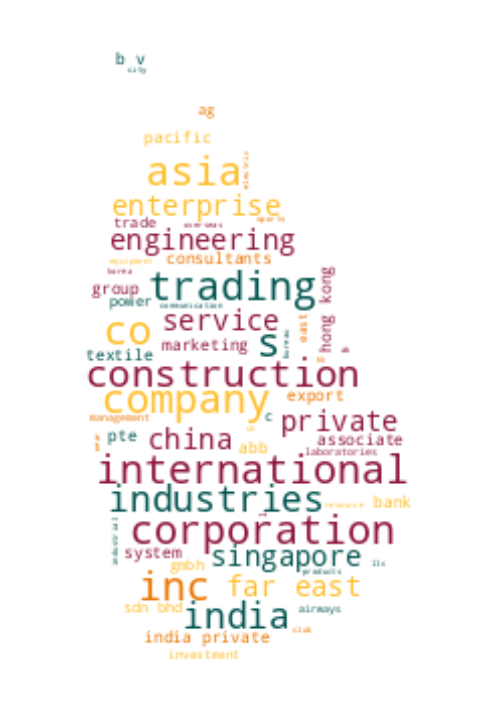 b v
city
ag
pacific
asia
electric
enterprise
trade
overseas
sports
engineering
equipment
consultants
korea
group
trading
hong kong
power
communication
co
service
east
s
marketing
bureau
textile
construction
company
export
management
c
private
pte
china
abb
associate
laboratories
international
industries
resource
bank
corporation
system
singapore
llc
gmbh
products
inc
far east
sdn bhd
india
airways
club
india private
investment